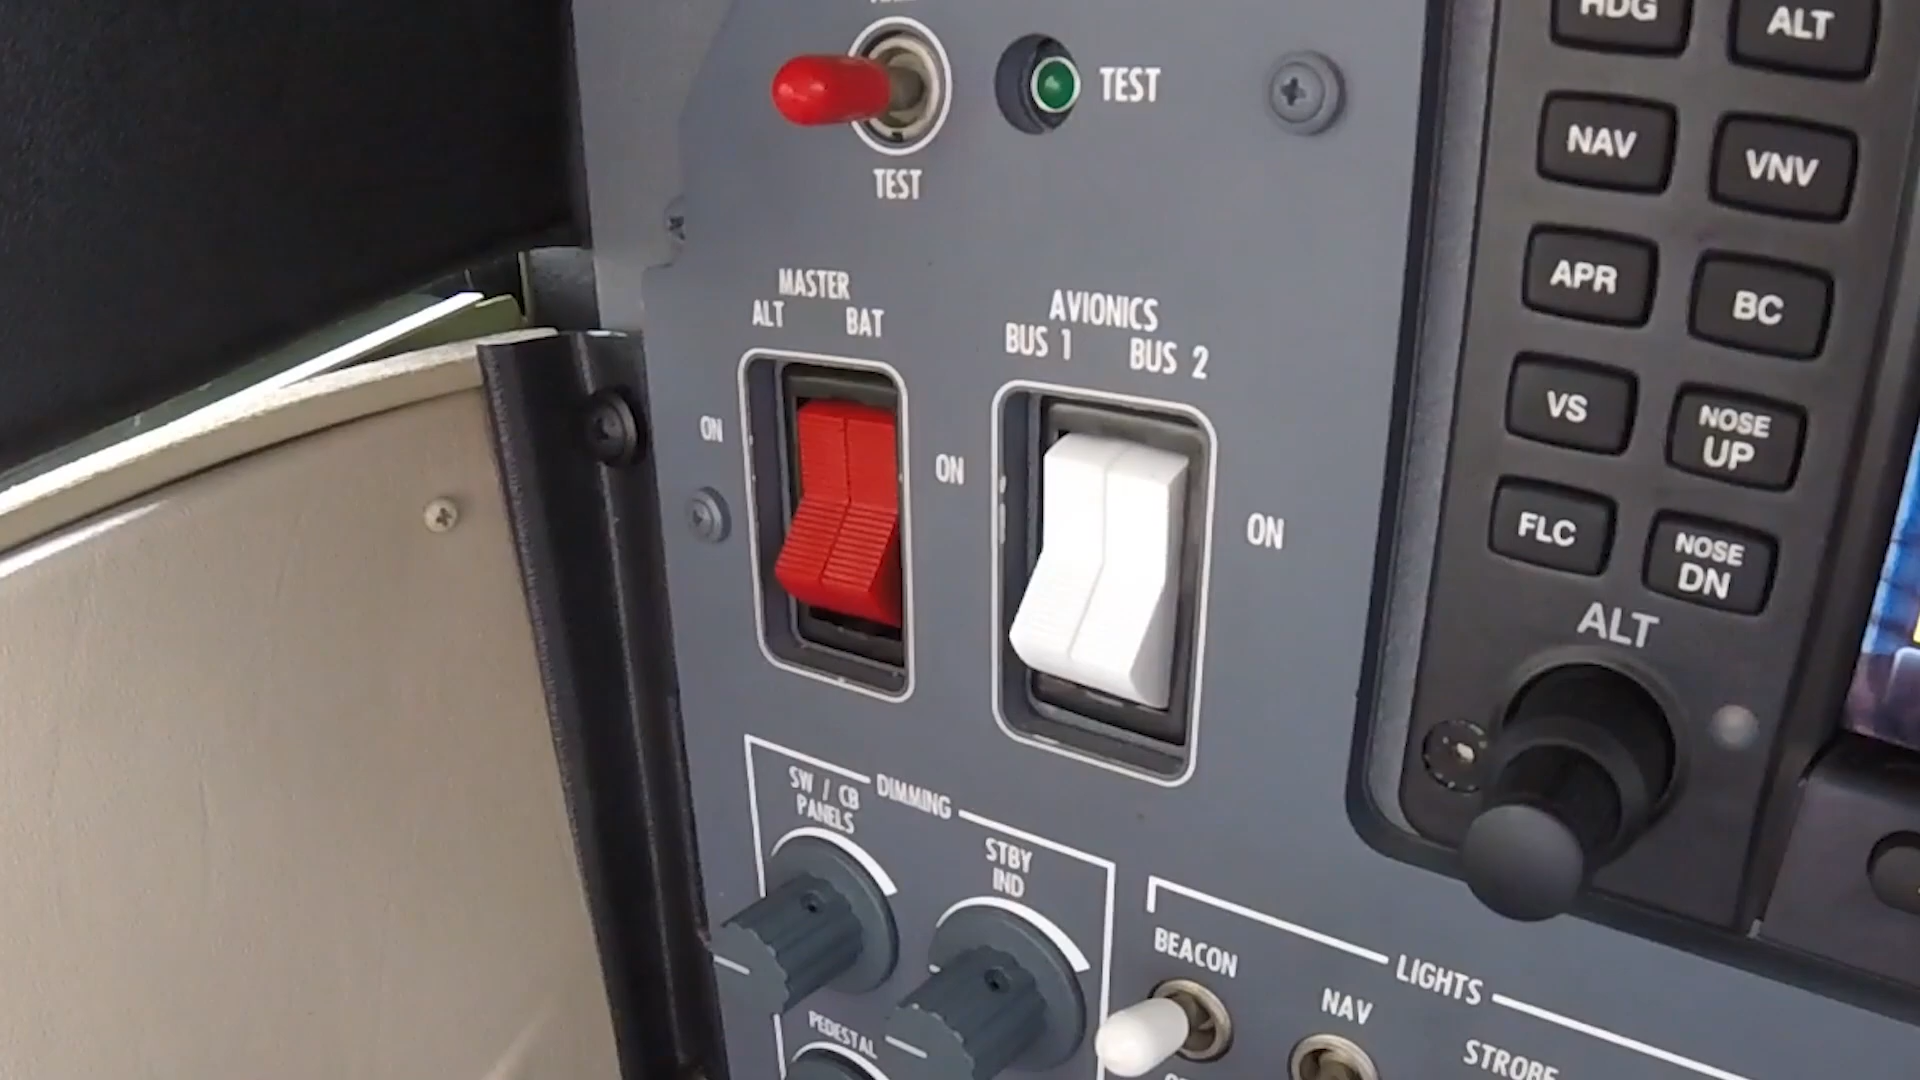 TEST
TEST
MASTER
ALT BAT
ON
ON
AVIONICS
BUS 1 BUS 2
ON
SW / CB
PANELS
DIMMING
STBY
IND
PEDESTAL
LIGHTS
BEACON
NAV
STROBE
HDG
ALT
NAV
VNV
APR
BC
VS
NOSE
UP
FLC
NOSE
DN
ALT